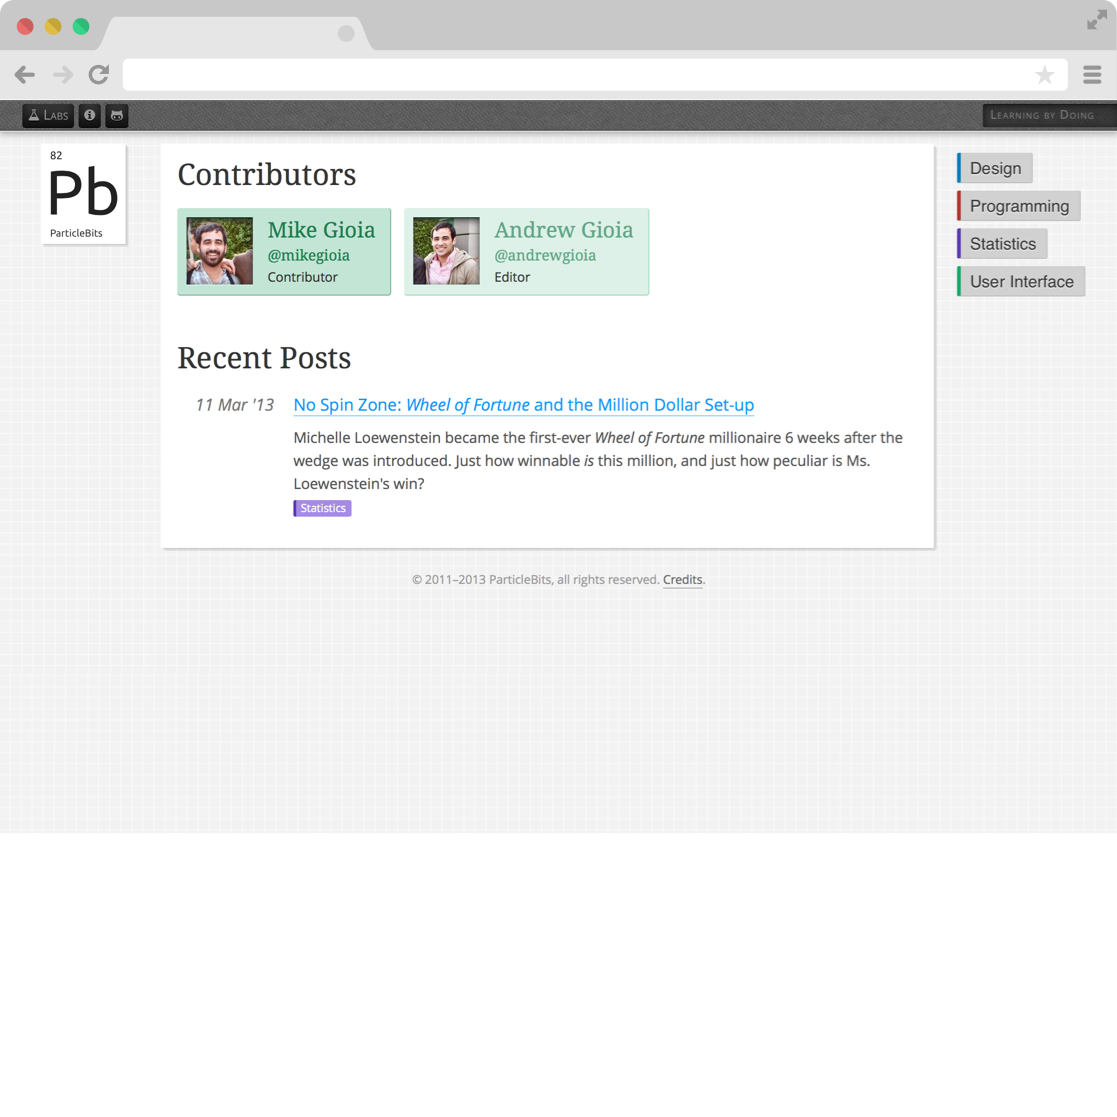 Labs
Learning by Doing
82
Pb
ParticleBits
Contributors
Mike Gioia
@mikegioia
Contributor
Andrew Gioia
@andrewgioia
Editor
Recent Posts
11 Mar '13
No Spin Zone: Wheel of Fortune and the Million Dollar Set-up
Michelle Loewenstein became the first-ever Wheel of Fortune millionaire 6 weeks after the
wedge was introduced. Just how winnable is this million, and just how peculiar is Ms.
Loewenstein's win?
Statistics
Design
Programming
Statistics
User Interface
© 2011–2013 ParticleBits, all rights reserved. Credits.